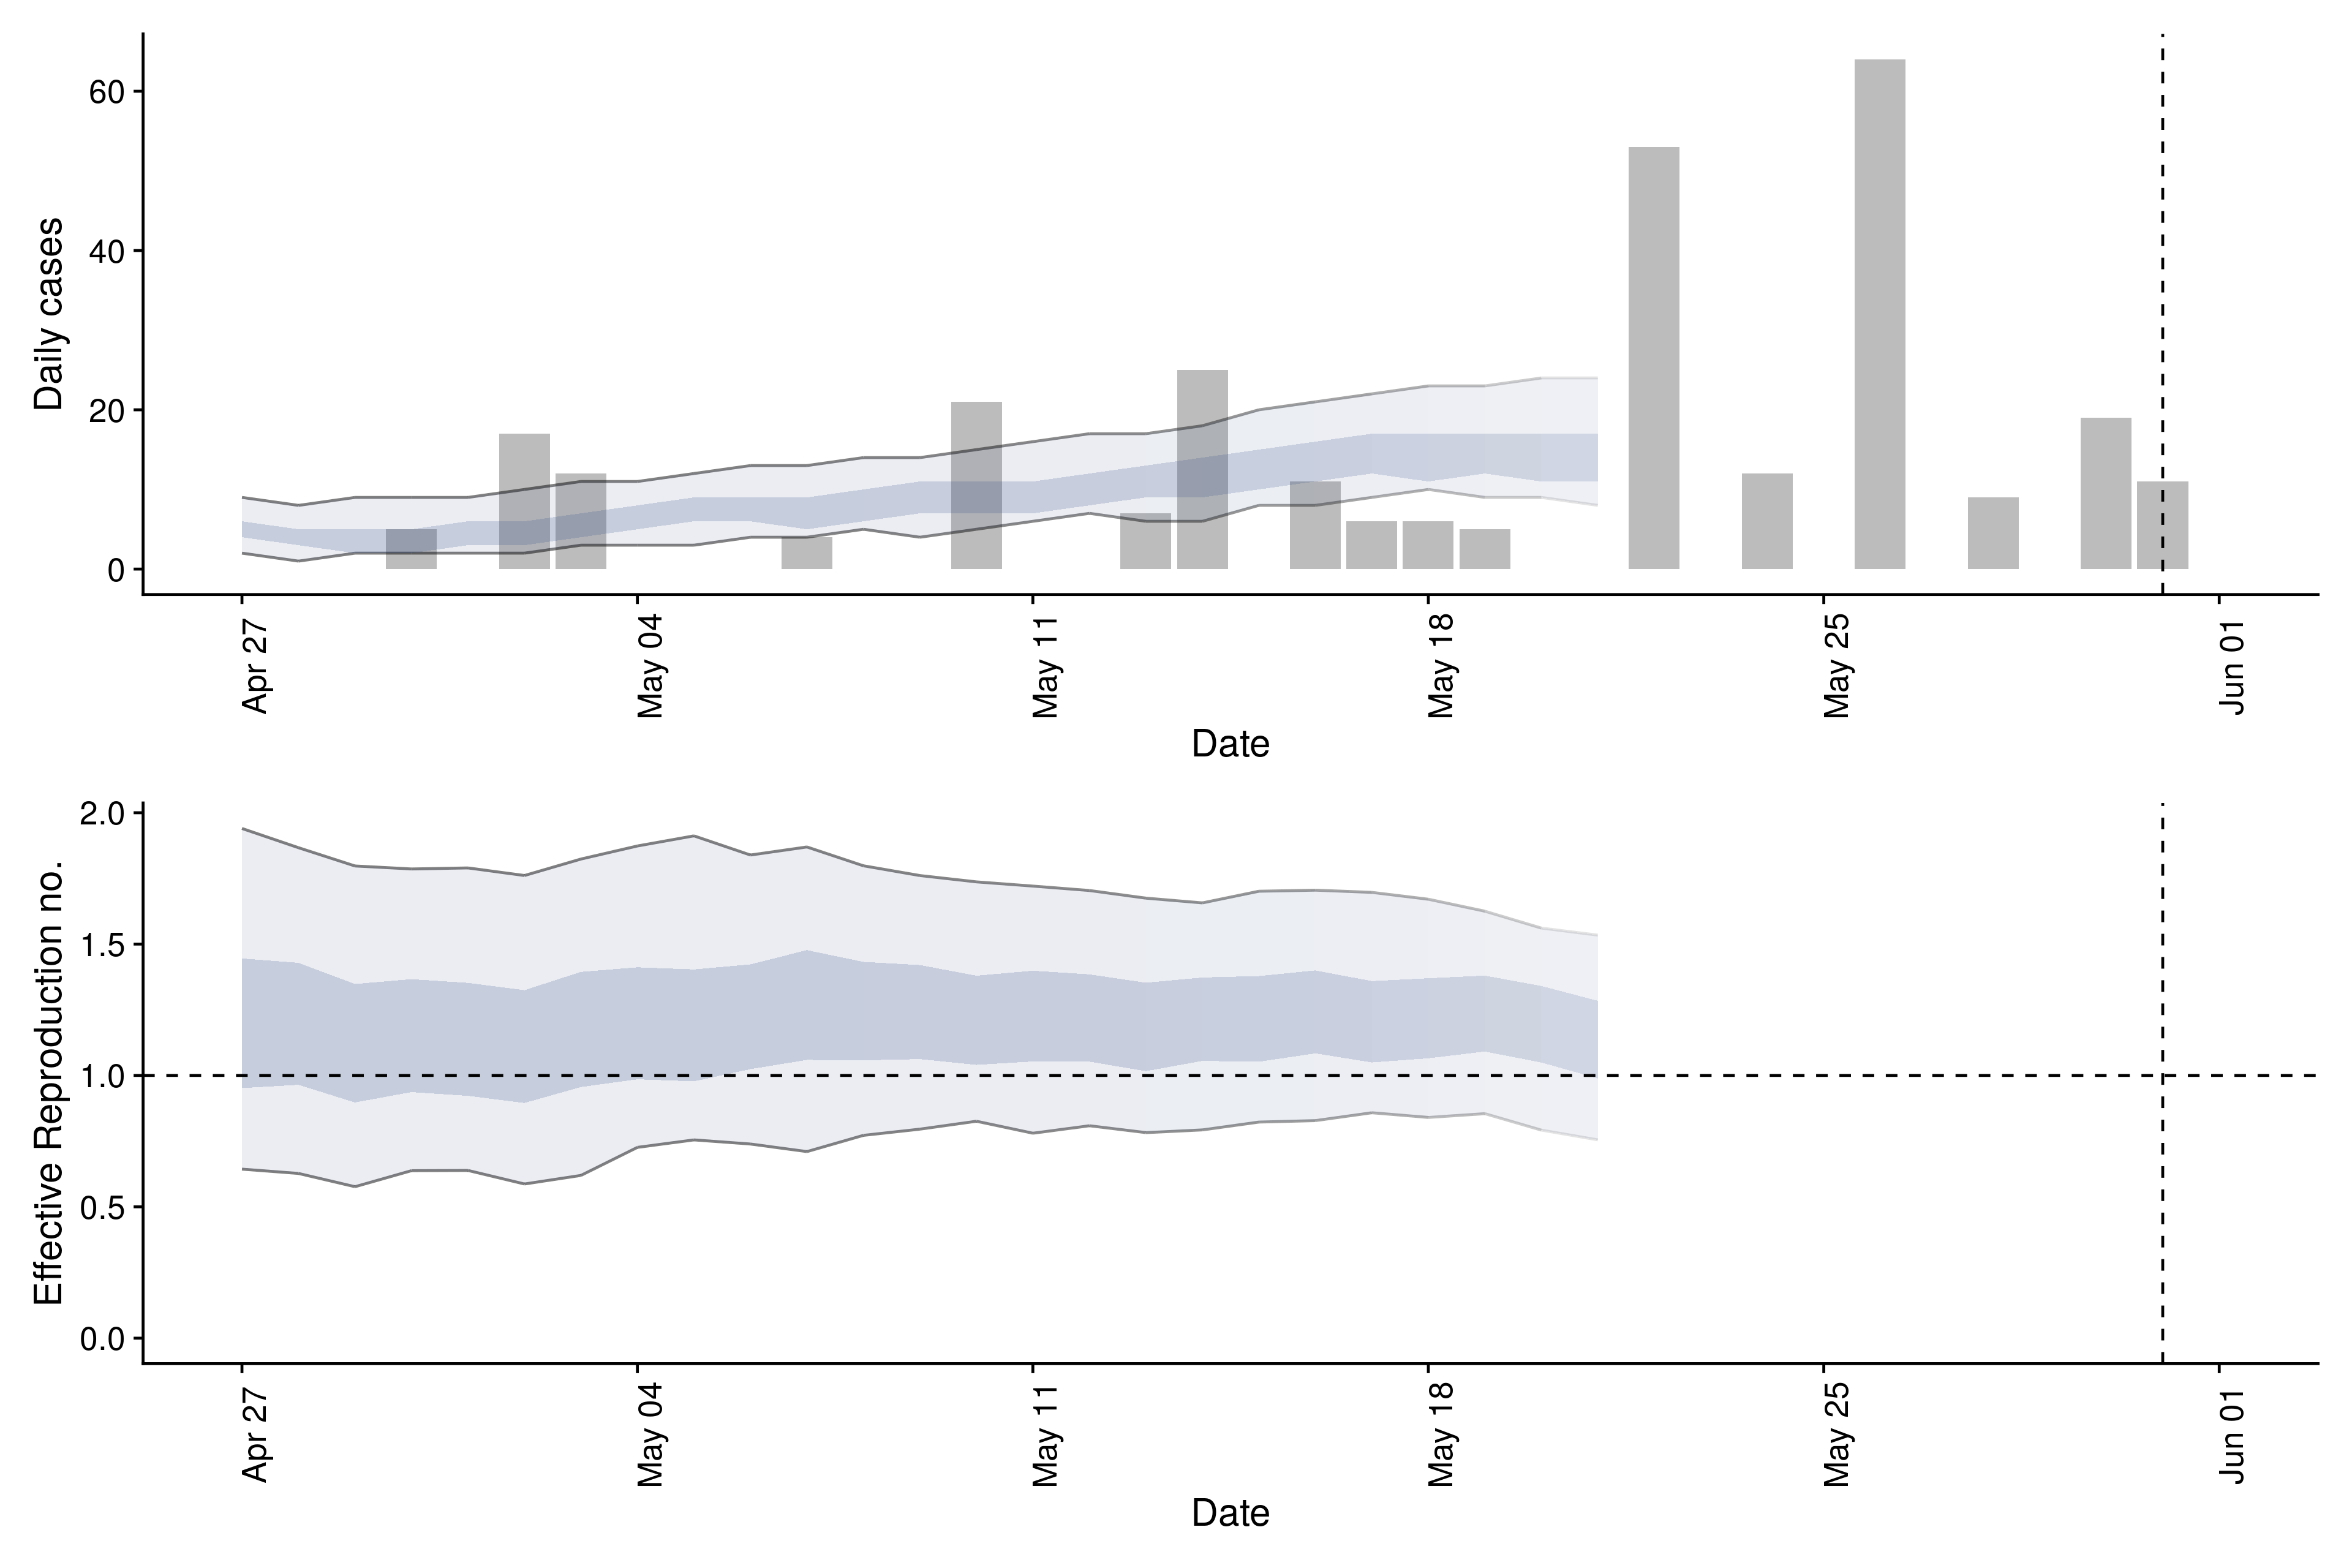 Daily cases
60
40
20
0
Apr 27
May 04
May 11
May 18
May 25
Jun 01
Date
Effective Reproduction no.
2.0
1.5
1.0
0.5
0.0
Apr 27
May 04
May 11
May 18
May 25
Jun 01
Date